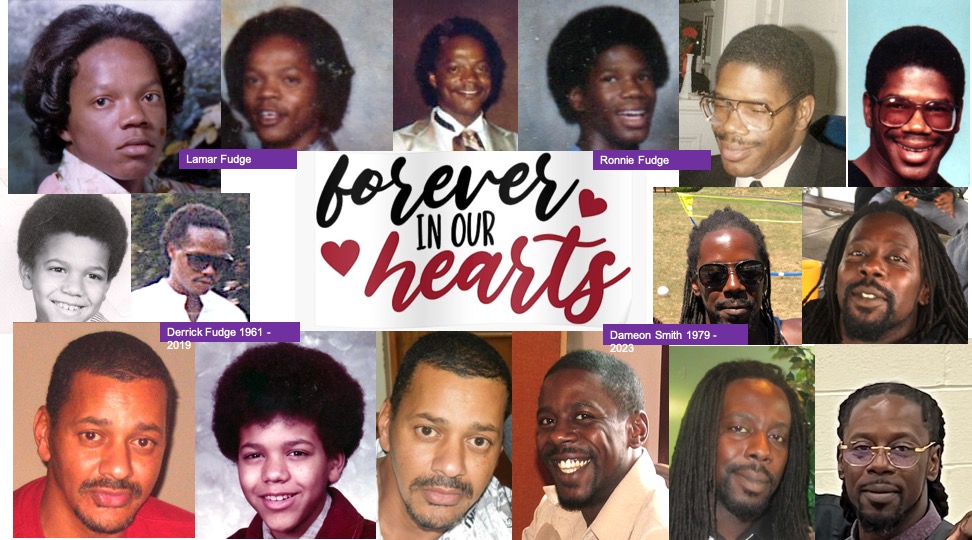 Lamar Fudge
Ronnie Fudge
forever
IN OUR
hearts
Derrick Fudge 1961 -
2019
Dameon Smith 1979 -
2023